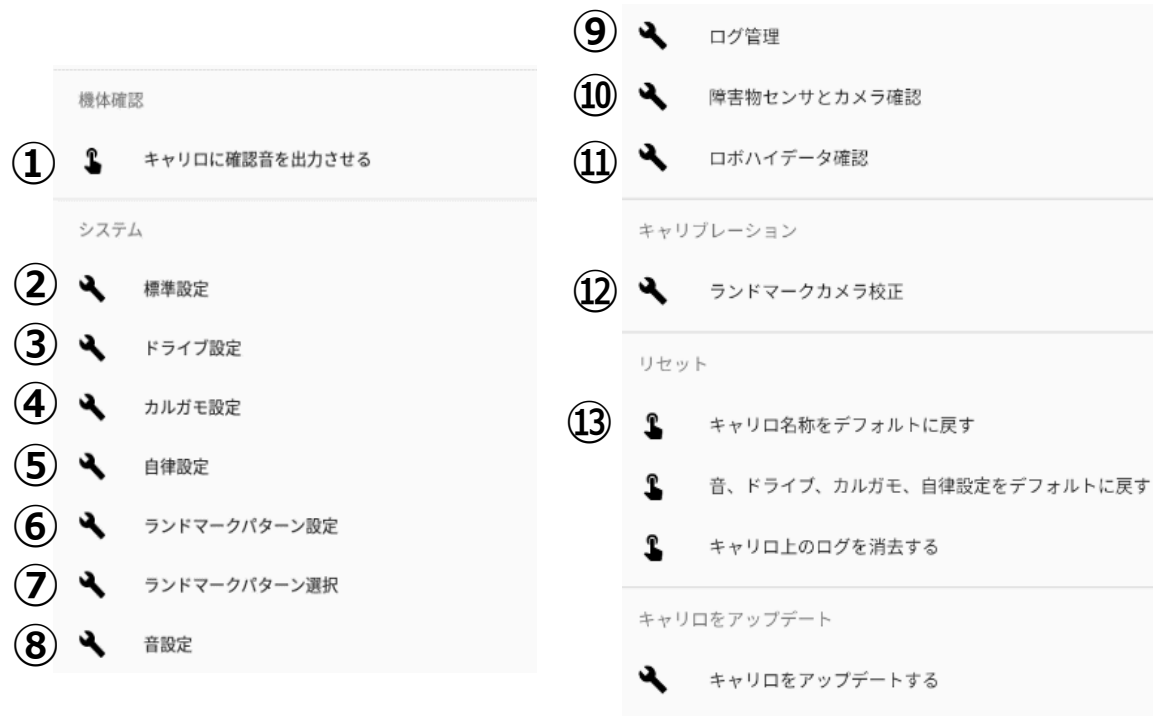 機体確認
① キャリロに確認音を出力させる
システム
② 標準設定
③ ドライブ設定
④ カルガモ設定
⑤ 自律設定
⑥ ランドマークパターン設定
⑦ ランドマークパターン選択
⑧ 音設定
⑨ ログ管理
⑩ 障害物センサとカメラ確認
⑪ ロボハイデータ確認
キャリブレーション
⑫ ランドマークカメラ校正
リセット
⑬ キャリロ名称をデフォルトに戻す
音、ドライブ、カルガモ、自律設定をデフォルトに戻す
キャリロ上のログを消去する
キャリロをアップデート
キャリロをアップデートする